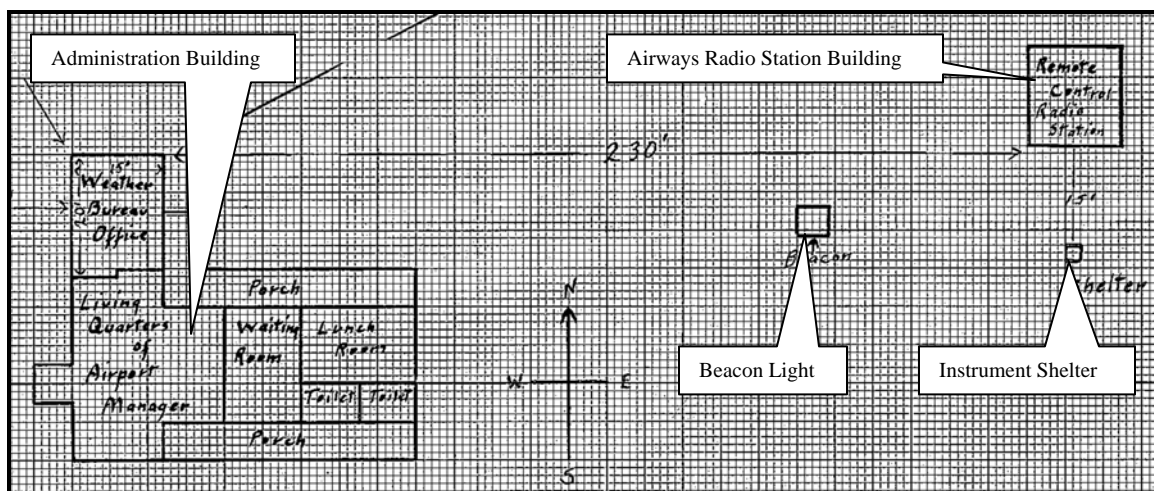 Administration Building
Airways Radio Station Building
Remote
Control
Radio
Station
230'
15'
Weather
Bureau
Office
20'
15'
Beacon
Shelter
Porch
Living
Quarters
of
Airport
Manager
Waiting
Room
Lunch
Room
Toilet Toilet
Porch
N
W E
S
Beacon Light
Instrument Shelter